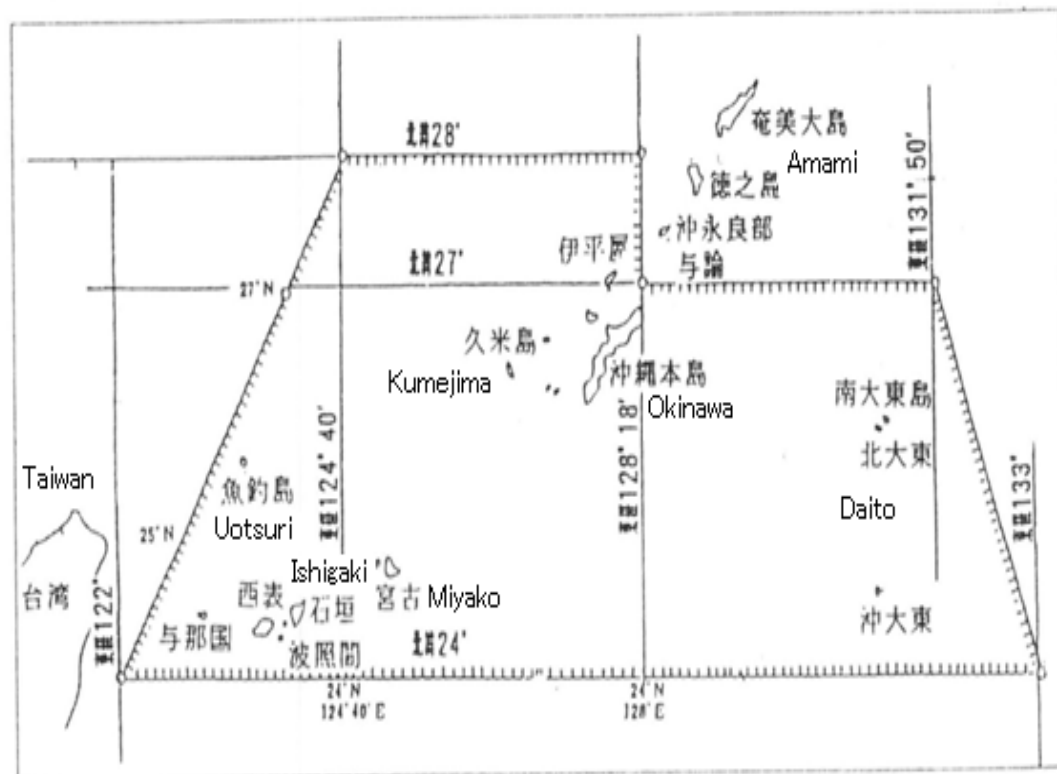 北緯28°
奄美大島
Amami
徳之島
沖永良部
与論
東経131° 50'
伊平屋
北緯27°
27° N
久米島
Kumejima
沖縄本島
Okinawa
南大東島
北大東
Daito
東経124° 40'
東経128° 18'
東経133°
Taiwan
台湾
魚釣島
Uotsuri
25° N
東経122°
Ishigaki
西表
石垣
宮古 Miyako
与那国
波照間
北緯24°
沖大東
24° N
124° 40' E
24° N
128° E